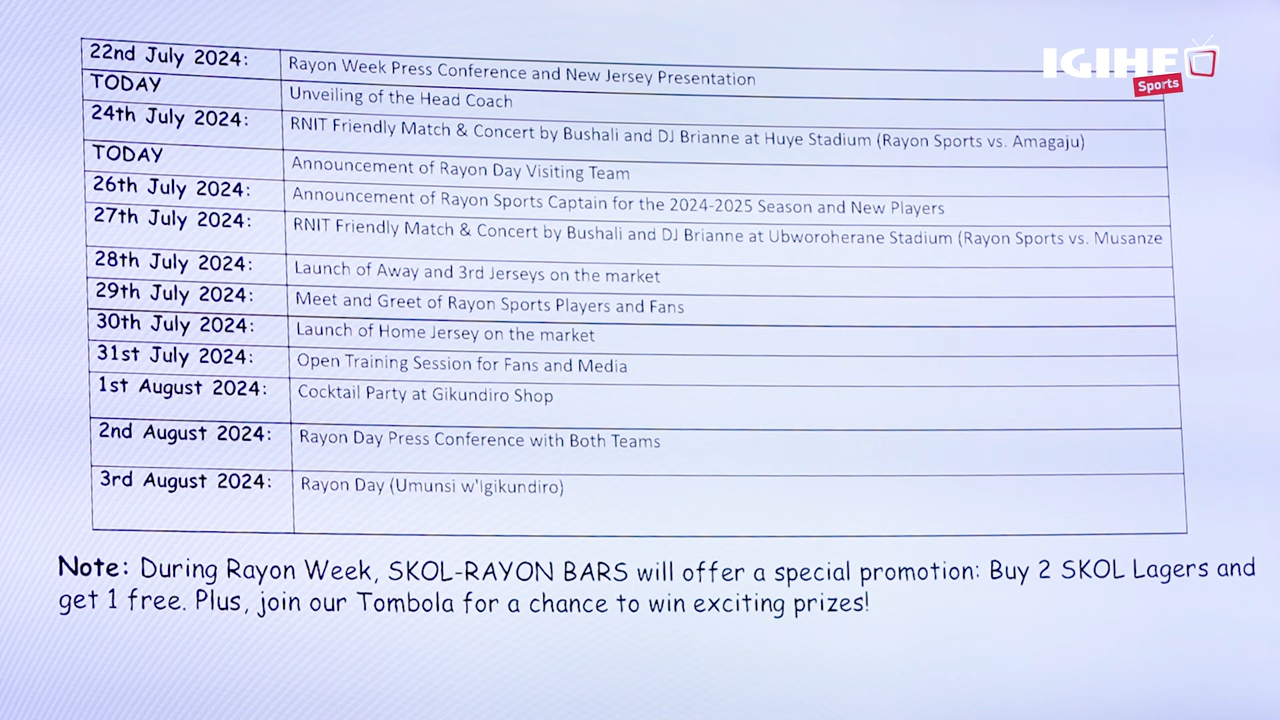 IGIHE
Sports
22nd July 2024: Rayon Week Press Conference and New Jersey Presentation
TODAY Unveiling of the Head Coach
24th July 2024: RNIT Friendly Match & Concert by Bushali and DJ Brianne at Huye Stadium (Rayon Sports vs. Amagaju)
TODAY Announcement of Rayon Day Visiting Team
26th July 2024: Announcement of Rayon Sports Captain for the 2024-2025 Season and New Players
27th July 2024: RNIT Friendly Match & Concert by Bushali and DJ Brianne at Ubworoherane Stadium (Rayon Sports vs. Musanze
28th July 2024: Launch of Away and 3rd Jerseys on the market
29th July 2024: Meet and Greet of Rayon Sports Players and Fans
30th July 2024: Launch of Home Jersey on the market
31st July 2024: Open Training Session for Fans and Media
1st August 2024: Cocktail Party at Gikundiro Shop
2nd August 2024: Rayon Day Press Conference with Both Teams
3rd August 2024: Rayon Day (Umunsi w'Igikundiro)
Note: During Rayon Week, SKOL-RAYON BARS will offer a special promotion: Buy 2 SKOL Lagers and
get 1 free. Plus, join our Tombola for a chance to win exciting prizes!